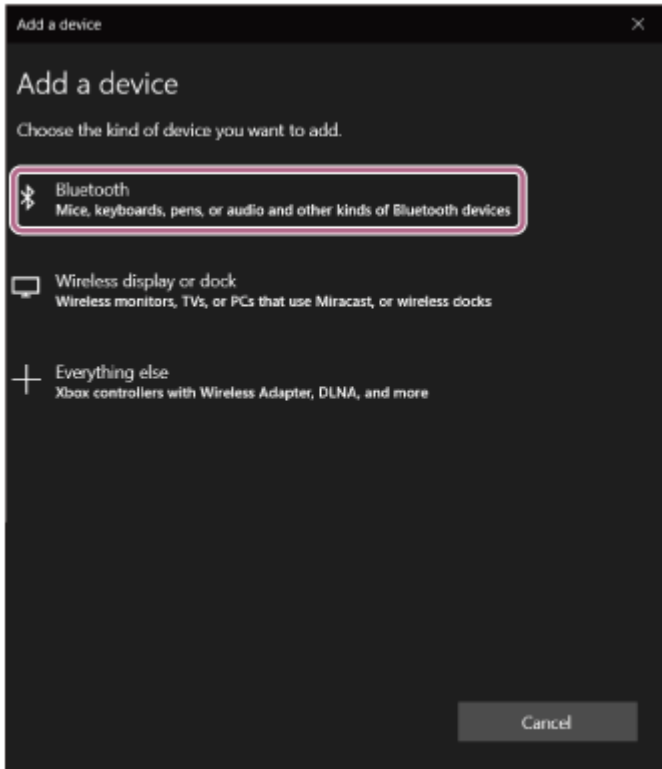 Add a device
Add a device
Choose the kind of device you want to add.
Bluetooth
Mice, keyboards, pens, or audio and other kinds of Bluetooth devices
Wireless display or dock
Wireless monitors, TVs, or PCs that use Miracast, or wireless docks
Everything else
Xbox controllers with Wireless Adapter, DLNA, and more
Cancel